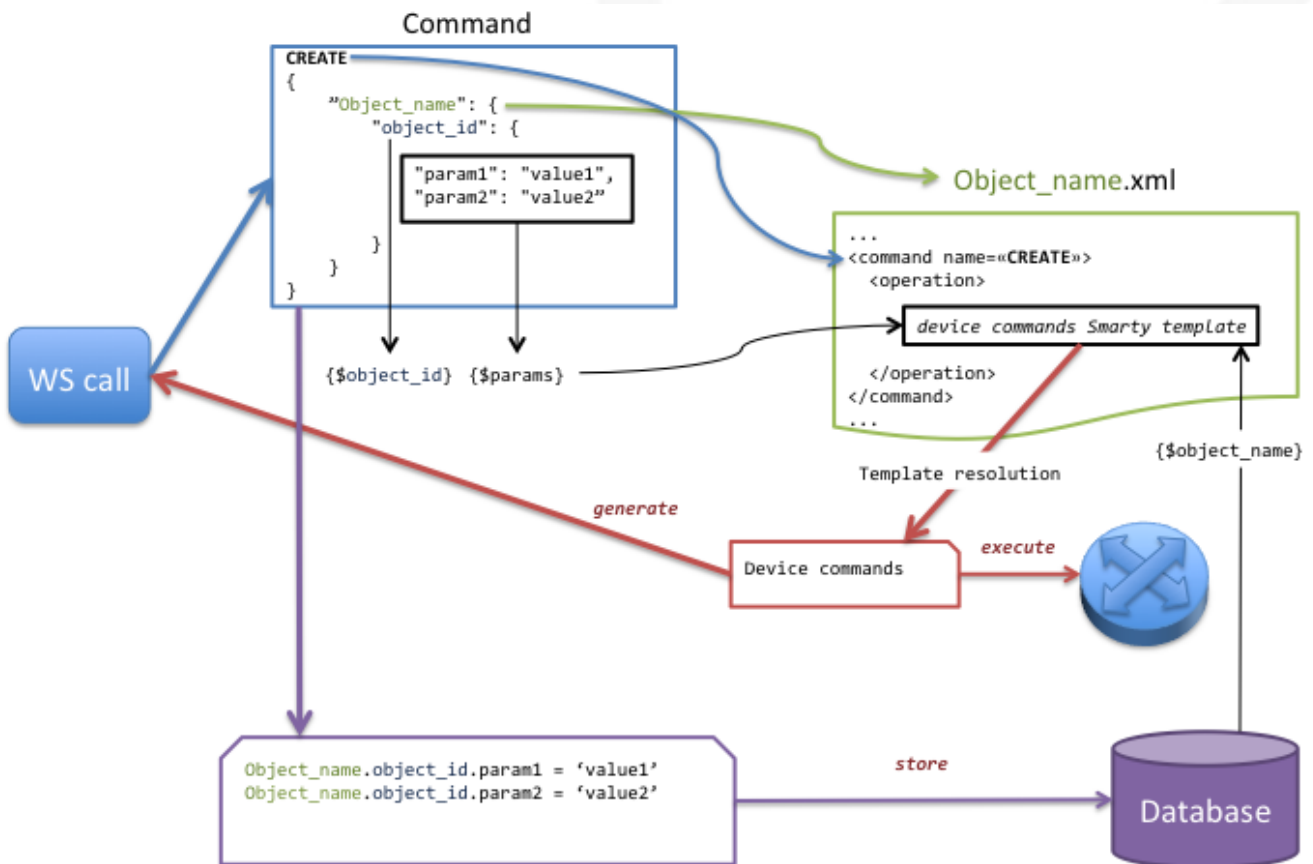 Command
CREATE
{
”Object_name": {
"object_id": {
"param1": "value1",
"param2": "value2”
}
}
}
Object_name.xml
...
<command name=«CREATE»>
<operation>
device commands Smarty template
</operation>
</command>
...
WS call
{$object_id} {$params}
{$object_name}
Template resolution
generate
Device commands
execute
Object_name.object_id.param1 = ‘value1’
Object_name.object_id.param2 = ‘value2’
store
Database